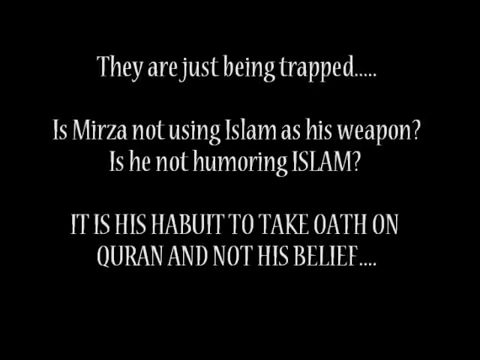 They are just being trapped.....
Is Mirza not using Islam as his weapon?
Is he not humoring ISLAM?
IT IS HIS HABUIT TO TAKE OATH ON
QURAN AND NOT HIS BELIEF....